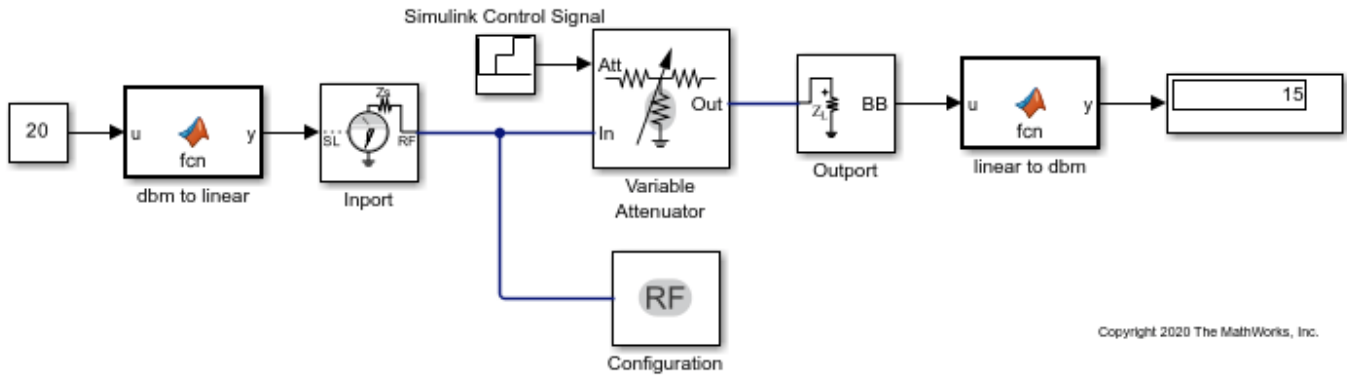 Simulink Control Signal
20
u
fcn
y
dbm to linear
Zs
SL
RF
Inport
Att
In
Out
Variable
Attenuator
ZL
BB
Outport
u
fcn
y
linear to dbm
15
RF
Configuration
Copyright 2020 The MathWorks, Inc.